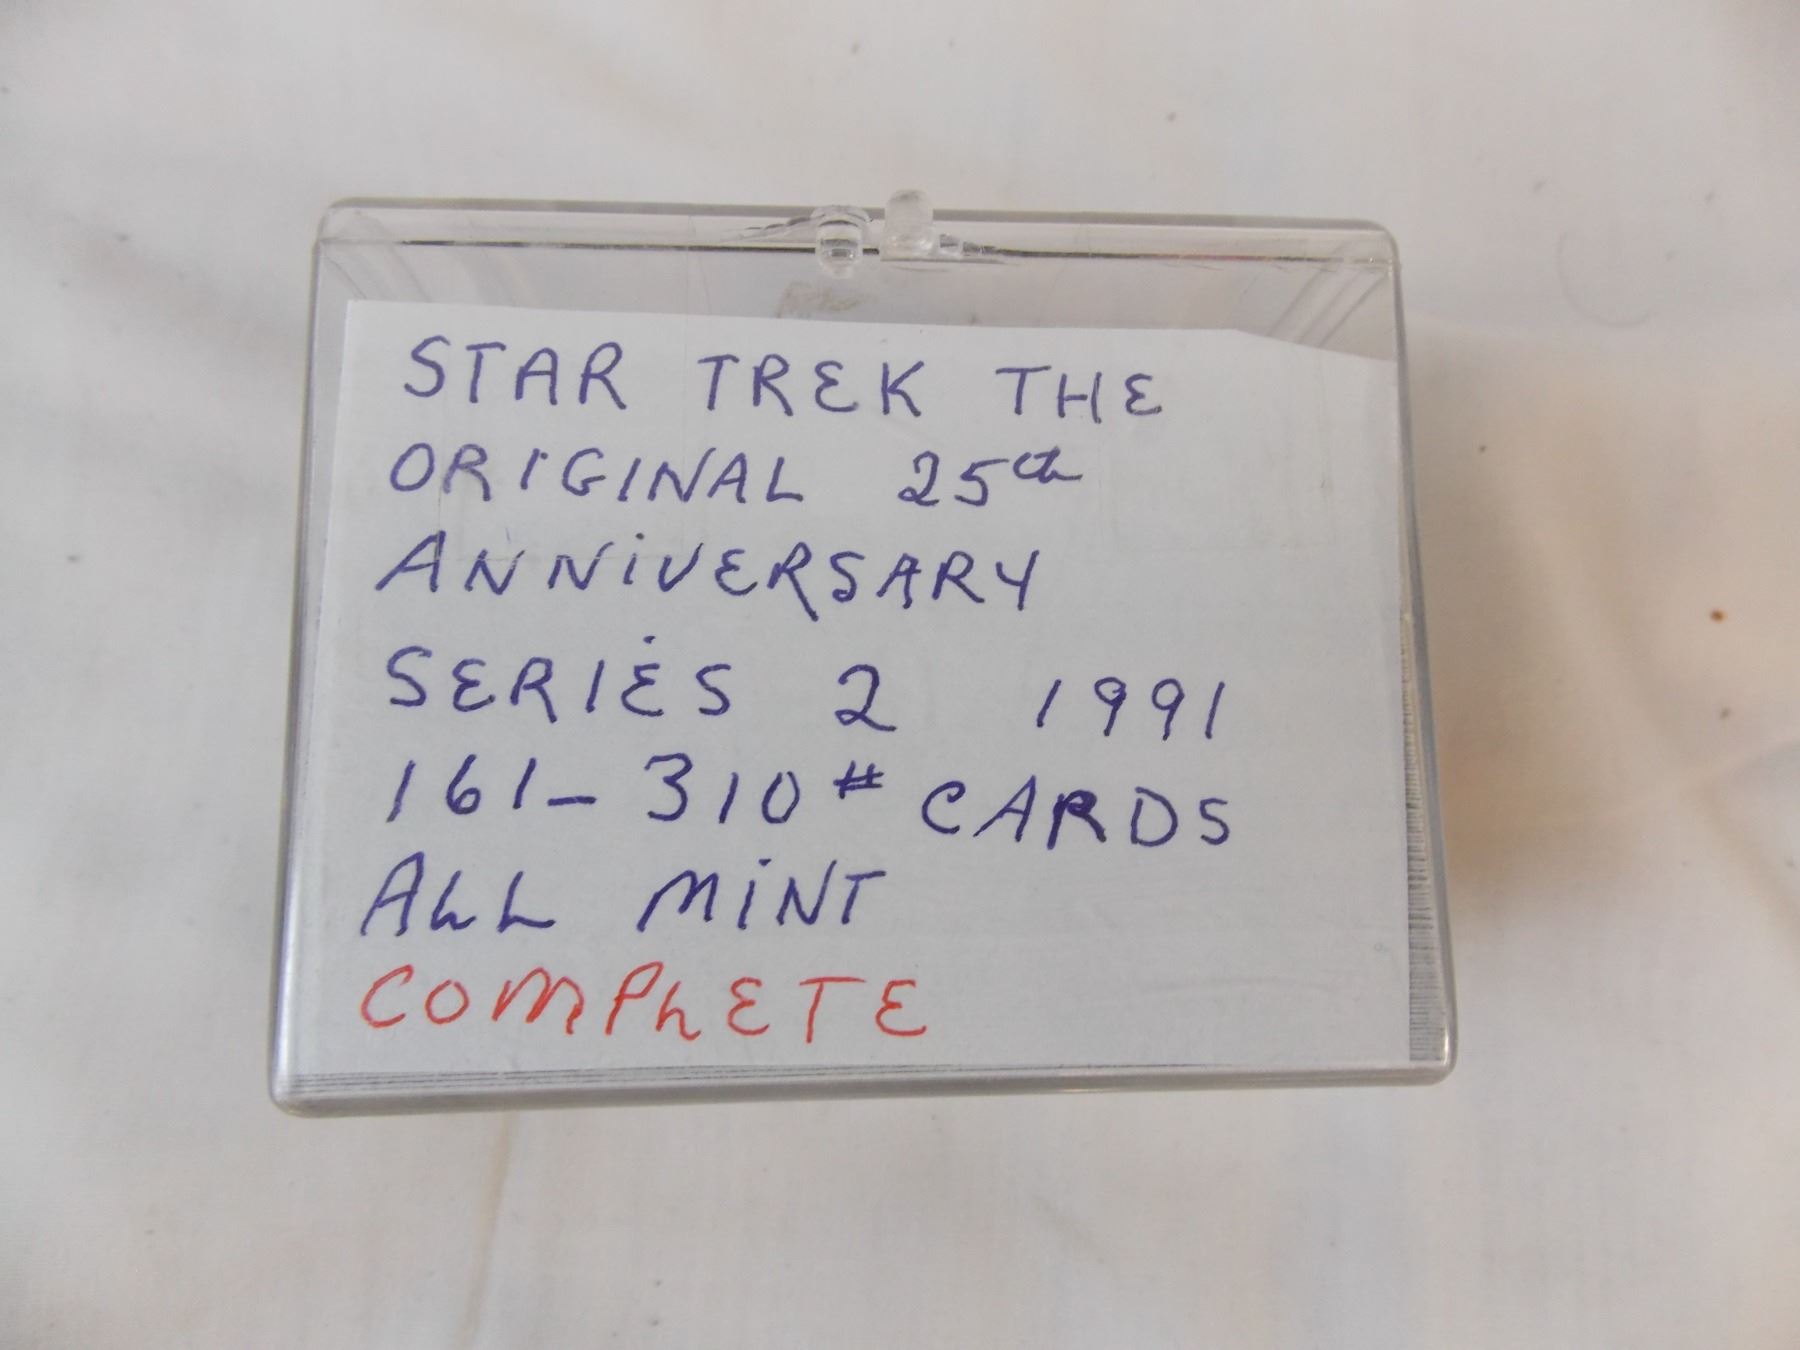 STAR TREK THE
ORIGINAL 25th
ANNiVERSARY
SERIES 2 1991
161-310# CARDS
ALL MiNT
COMPLETE